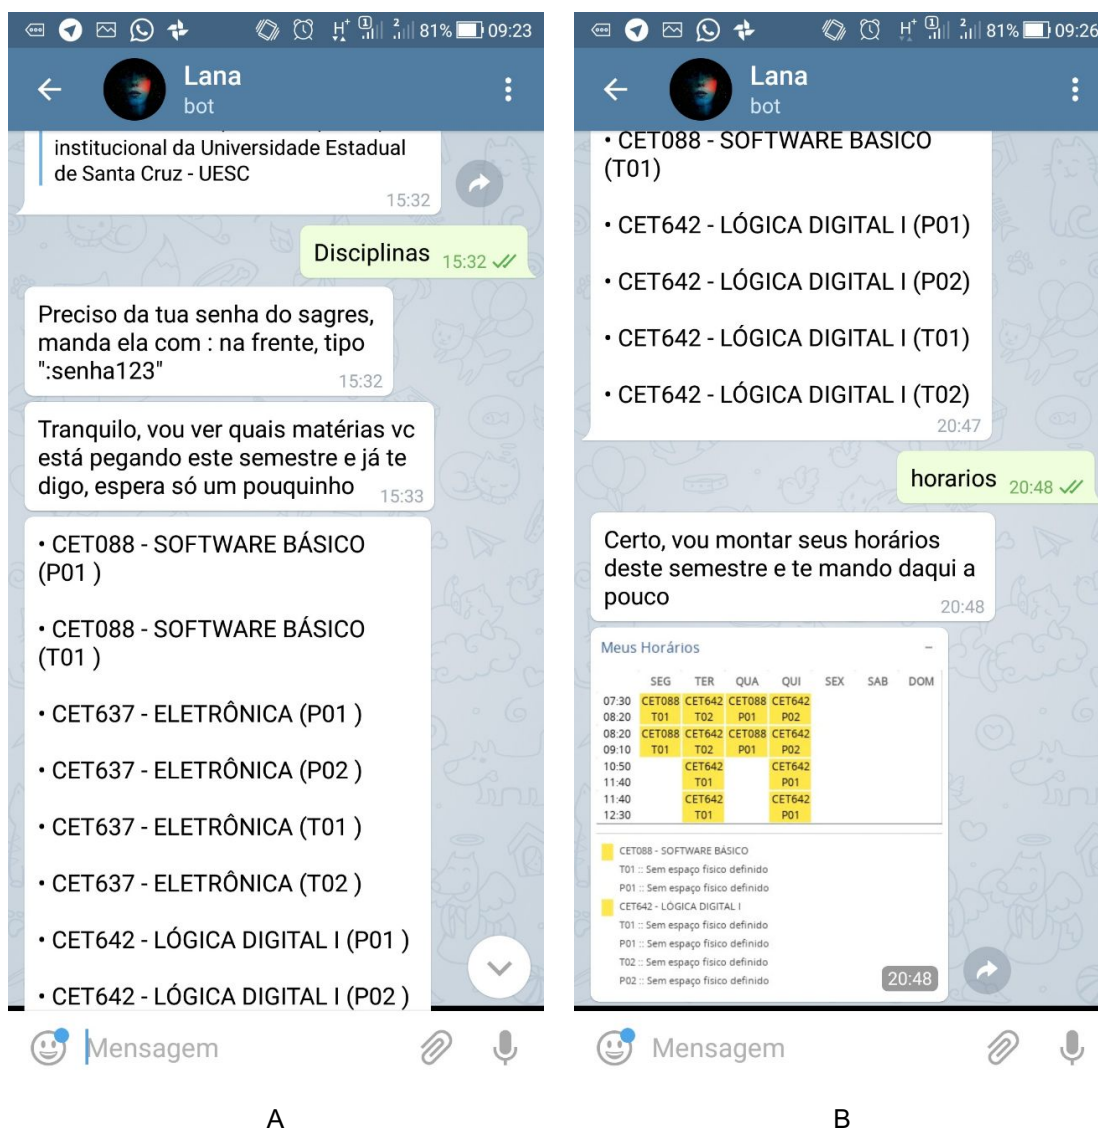 81% 09:23
Lana
bot
institucional da Universidade Estadual
de Santa Cruz - UESC
15:32
Disciplinas 15:32
Preciso da tua senha do sagres,
manda ela com : na frente, tipo
":senha123"
15:32
Tranquilo, vou ver quais matérias vc
está pegando este semestre e já te
digo, espera só um pouquinho 15:33
• CET088 - SOFTWARE BÁSICO
(P01 )
• CET088 - SOFTWARE BÁSICO
(T01 )
• CET637 - ELETRÔNICA (P01 )
• CET637 - ELETRÔNICA (P02 )
• CET637 - ELETRÔNICA (T01 )
• CET637 - ELETRÔNICA (T02 )
• CET642 - LÓGICA DIGITAL I (P01 )
• CET642 - LÓGICA DIGITAL I (P02 )
Mensagem
A
H+ 1 2 81% 09:26
Lana
bot
• CET088 - SOFTWARE BASICO
(T01)
• CET642 - LÓGICA DIGITAL I (P01)
• CET642 - LÓGICA DIGITAL I (P02)
• CET642 - LÓGICA DIGITAL I (T01)
• CET642 - LÓGICA DIGITAL I (T02)
20:47
horarios 20:48
Certo, vou montar seus horários
deste semestre e te mando daqui a
pouco
20:48
Meus Horários –
SEG TER QUA QUI SEX SAB DOM
07:30 CET088 CET642 CET088 CET642
08:20 T01 T02 P01 P02
08:20 CET088 CET642 CET088 CET642
09:10 T01 T02 P01 P02
10:50 CET642 CET642
11:40 T01 P01
11:40 CET642 CET642
12:30 T01 P01
CET088 - SOFTWARE BÁSICO
T01 :: Sem espaço físico definido
P01 :: Sem espaço físico definido
CET642 - LÓGICA DIGITAL I
T01 :: Sem espaço físico definido
P01 :: Sem espaço físico definido
T02 :: Sem espaço físico definido
P02 :: Sem espaço físico definido
20:48
Mensagem
B